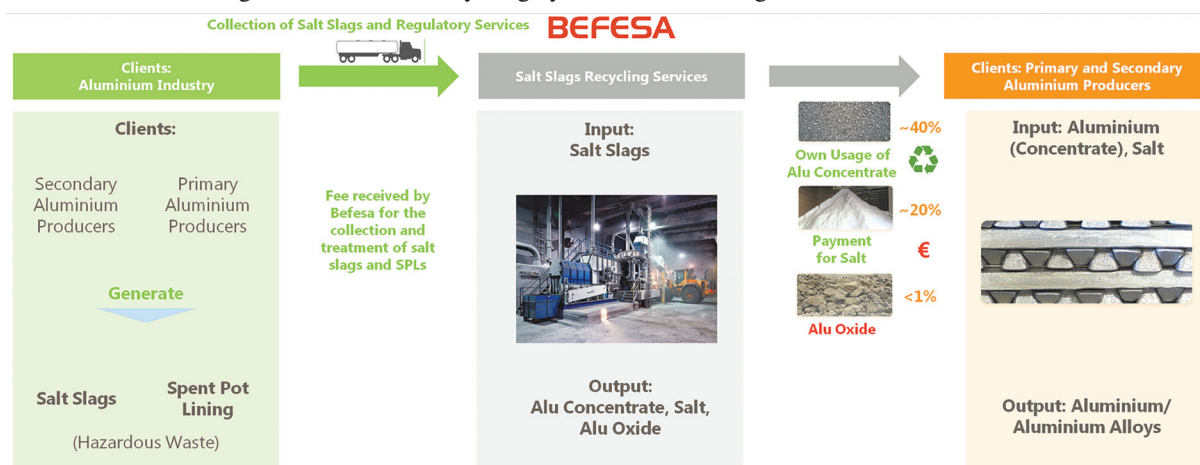 Collection of Salt Slags and Regulatory Services
BEFESA
Clients:
Aluminium Industry
Salt Slags Recycling Services
Clients: Primary and Secondary
Aluminium Producers
Clients:
Secondary
Aluminium
Producers
Primary
Aluminium
Producers
Generate
Salt Slags
Spent Pot
Lining
(Hazardous Waste)
Fee received by
Befesa for the
collection and
treatment of salt
slags and SPLs
Input:
Salt Slags
Output:
Alu Concentrate, Salt,
Alu Oxide
~40%
Own Usage of
Alu Concentrate
~20%
Payment
for Salt
€
<1%
Alu Oxide
Input: Aluminium
(Concentrate), Salt
Output: Aluminium/
Aluminium Alloys